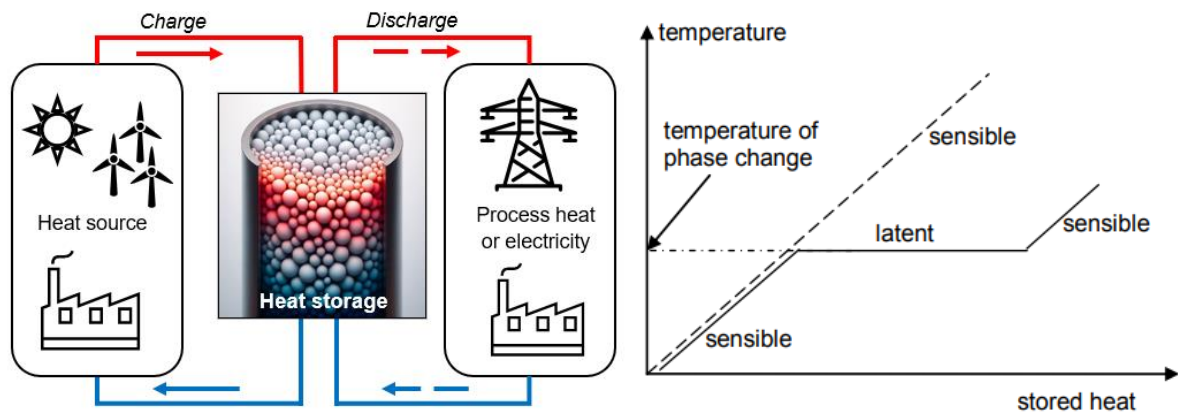 Charge
Discharge
Heat source
Heat storage
Process heat
or electricity
temperature
temperature of
phase change
sensible
latent
sensible
sensible
stored heat